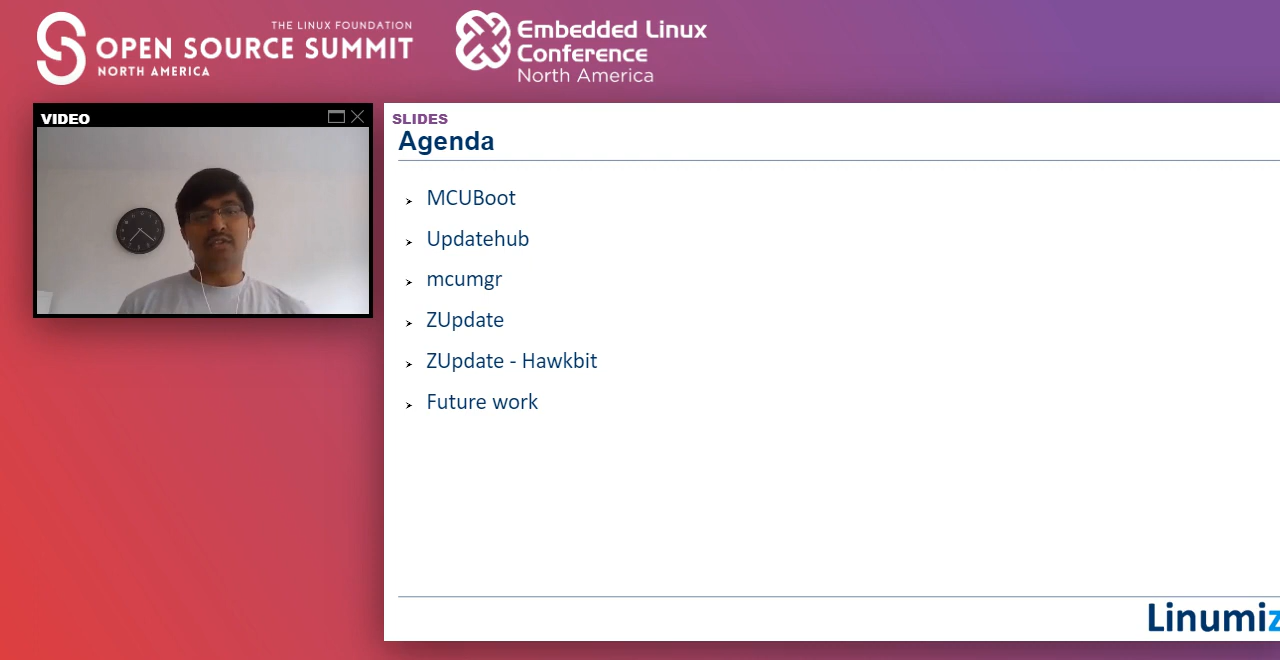 THE LINUX FOUNDATION
OPEN SOURCE SUMMIT
NORTH AMERICA
Embedded Linux
Conference
North America
VIDEO
SLIDES
Agenda
MCUBoot
Updatehub
mcumgr
ZUpdate
ZUpdate - Hawkbit
Future work
Linumiz